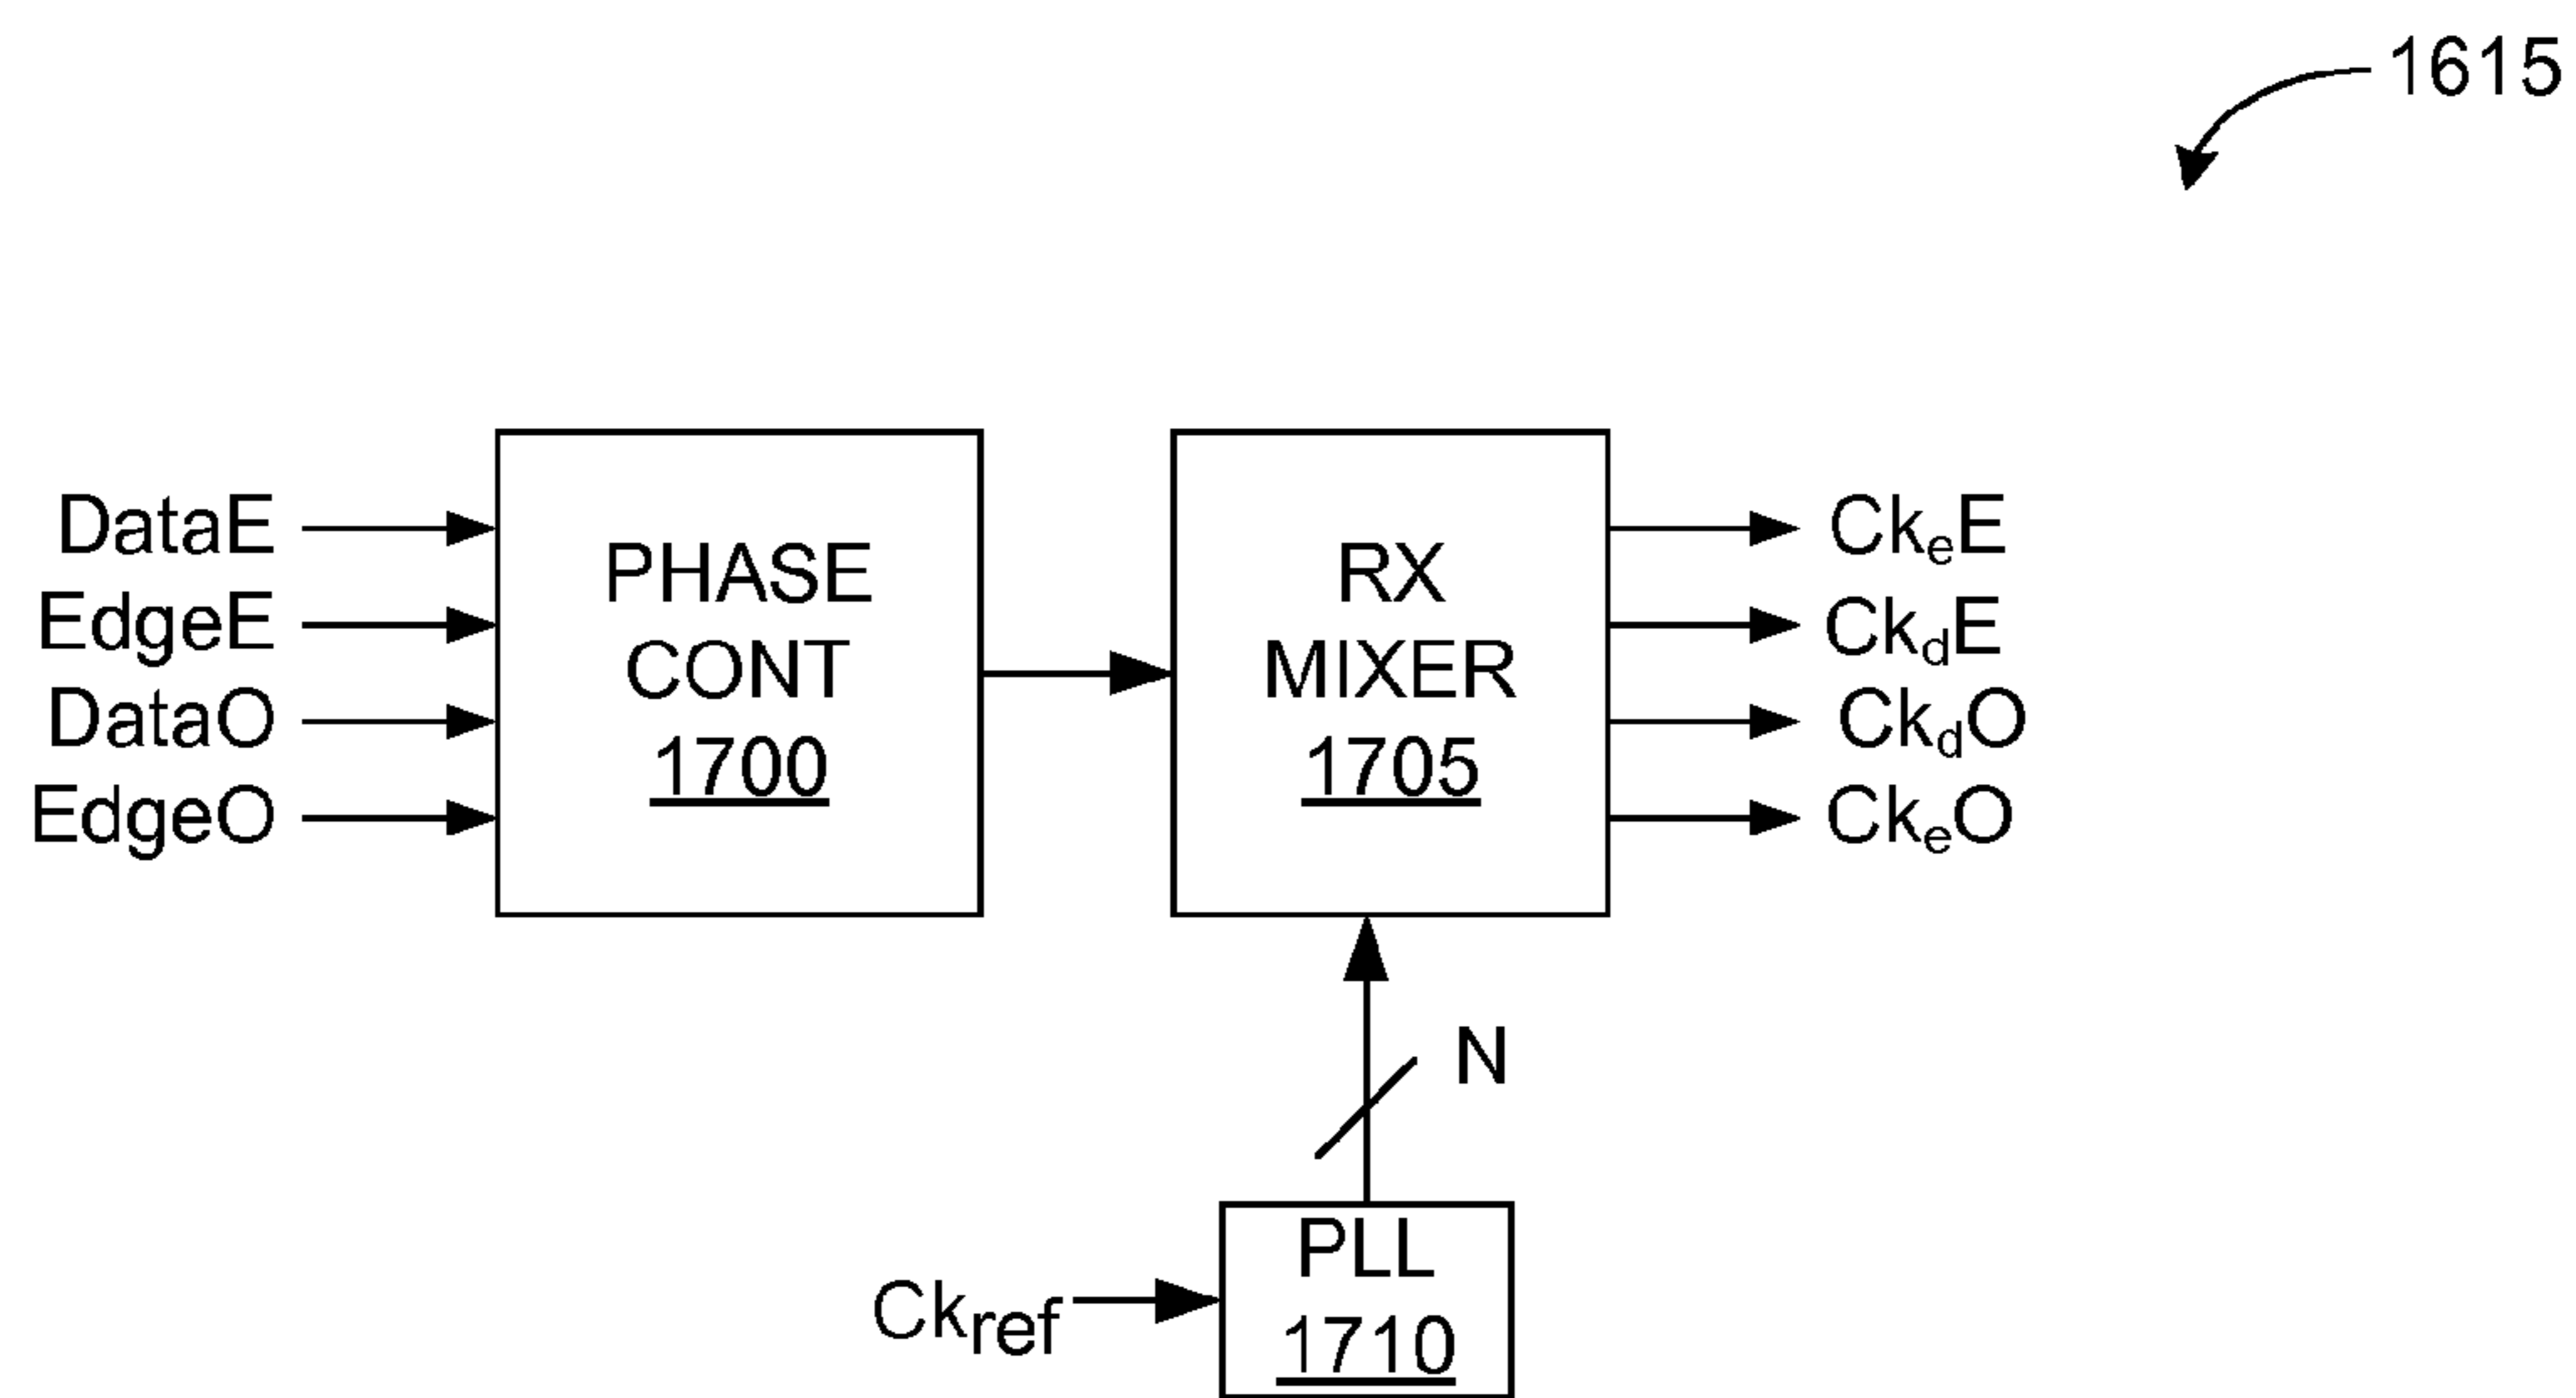 1615
DataE
EdgeE
DataO
EdgeO
PHASE
CONT
1700
RX
MIXER
1705
CkeE
CkdE
CkdO
CkeO
N
Ckref
PLL
1710